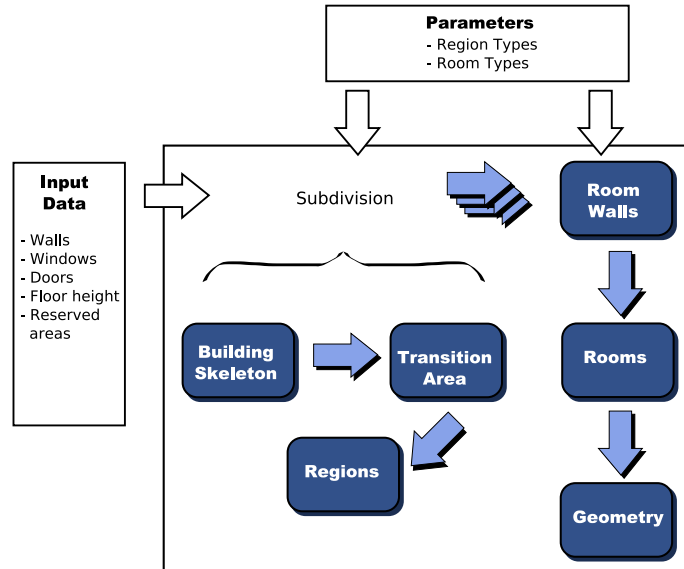 Parameters
- Region Types
- Room Types
Input
Data
- Walls
- Windows
- Doors
- Floor height
- Reserved
areas
Subdivision
Room
Walls
Building
Skeleton
Transition
Area
Rooms
Regions
Geometry